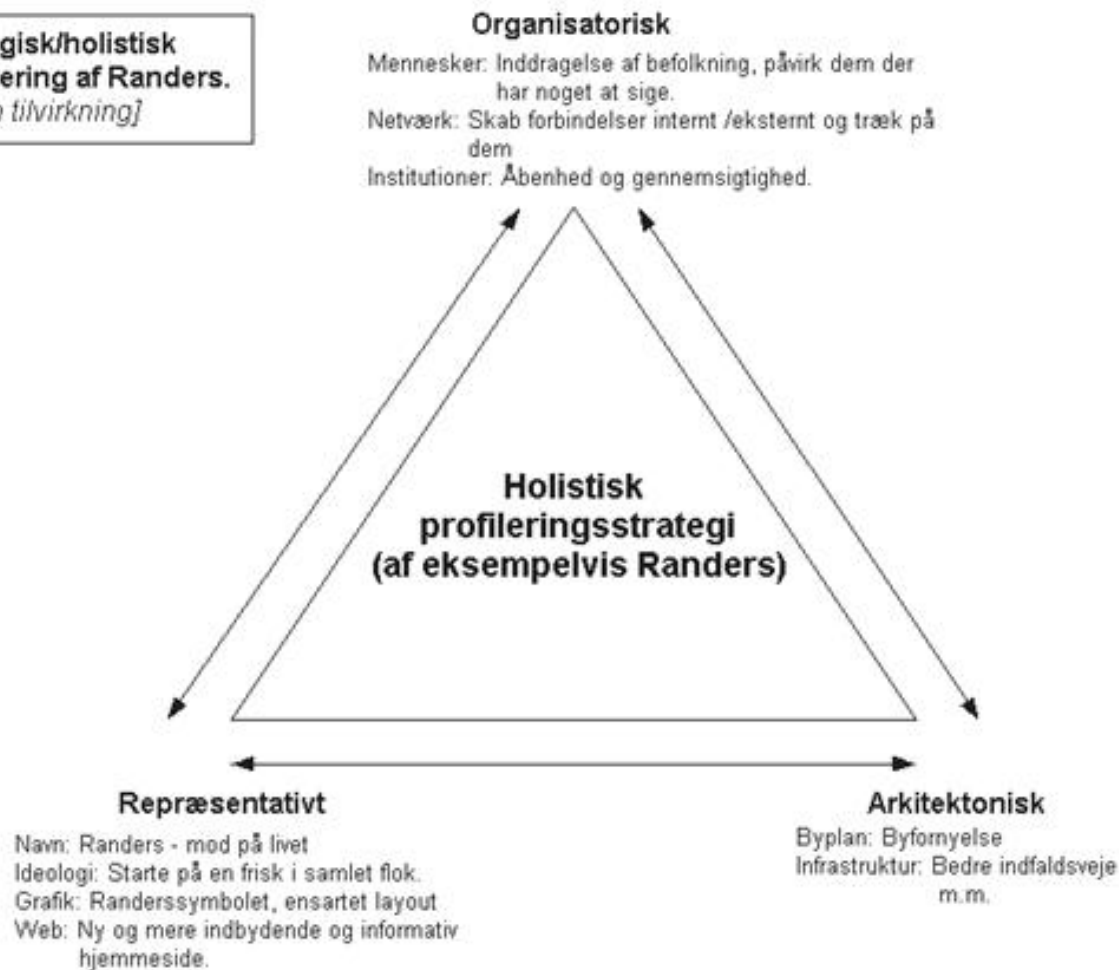 gisk/holistisk
ering af Randers.
tilvirkning]
Organisatorisk
Mennesker: Inddragelse af befolkning, påvirk dem der
har noget at sige.
Netværk: Skab forbindelser internt /eksternt og træk på
dem
Institutioner: Åbenhed og gennemsigtighed.
Holistisk
profileringsstrategi
(af eksempelvis Randers)
Repræsentativt
Navn: Randers - mod på livet
Ideologi: Starte på en frisk i samlet flok.
Grafik: Randerssymbolet, ensartet layout
Web: Ny og mere indbydende og informativ
hjemmeside.
Arkitektonisk
Byplan: Byfornyelse
Infrastruktur: Bedre indfaldsveje
m.m.